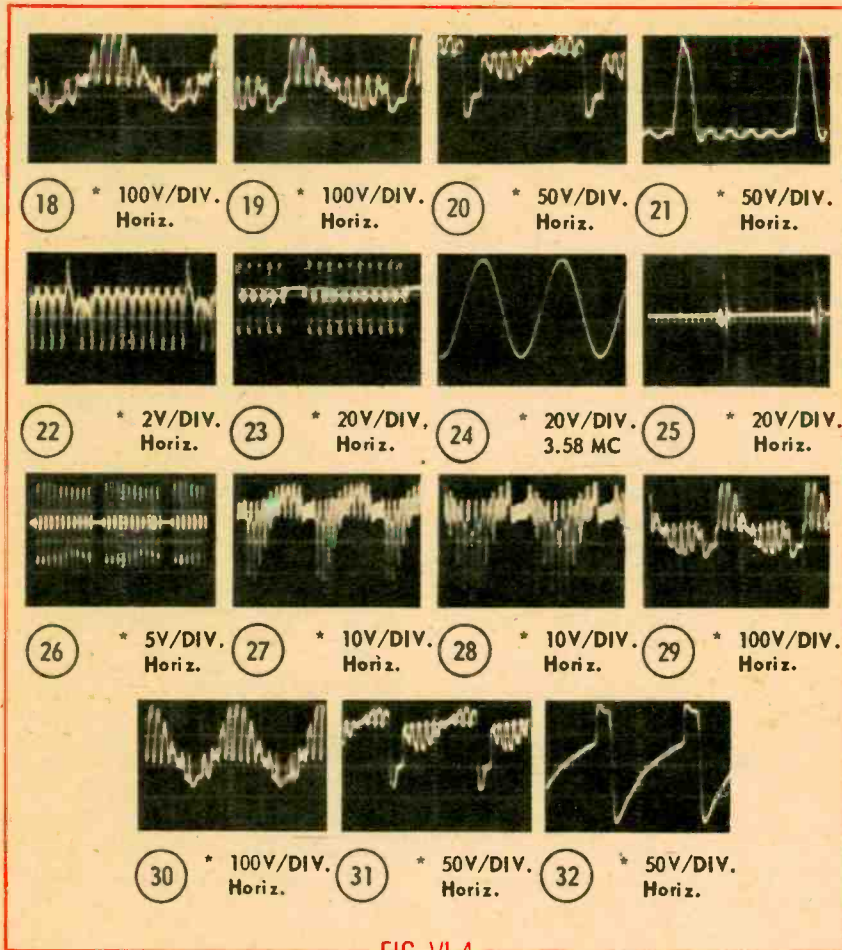 18 * 100V/DIV. Horiz.
19 * 100V/DIV. Horiz.
20 * 50V/DIV. Horiz.
21 * 50V/DIV. Horiz.
22 * 2V/DIV. Horiz.
23 * 20V/DIV. Horiz.
24 * 20V/DIV. 3.58 MC
25 * 20V/DIV. Horiz.
26 * 5V/DIV. Horiz.
27 * 10V/DIV. Horiz.
28 * 10V/DIV. Horiz.
29 * 100V/DIV. Horiz.
30 * 100V/DIV. Horiz.
31 * 50V/DIV. Horiz.
32 * 50V/DIV. Horiz.
FIG. VI-4